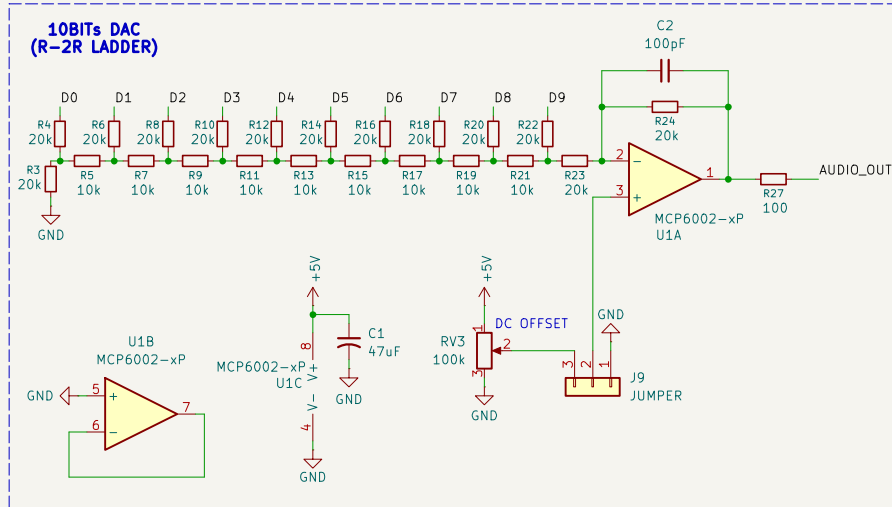 10BITs DAC
(R-2R LADDER)
C2
100pF
D0
D1
D2
D3
D4
D5
D6
D7
D8
D9
R4
20k
R6
20k
R8
20k
R10
20k
R12
20k
R14
20k
R16
20k
R18
20k
R20
20k
R22
20k
R24
20k
R3
20k
R5
10k
R7
10k
R9
10k
R11
10k
R13
10k
R15
10k
R17
10k
R19
10k
R21
10k
R23
20k
2
-
3
+
1
MCP6002-xP
U1A
R27
100
AUDIO_OUT
GND
+5V
8
V+
MCP6002-xP
U1C
V-
4
GND
C1
47uF
GND
U1B
MCP6002-xP
GND
5
+
6
-
7
+5V
DC OFFSET
RV3
100k
1
2
3
GND
GND
3
2
1
J9
JUMPER